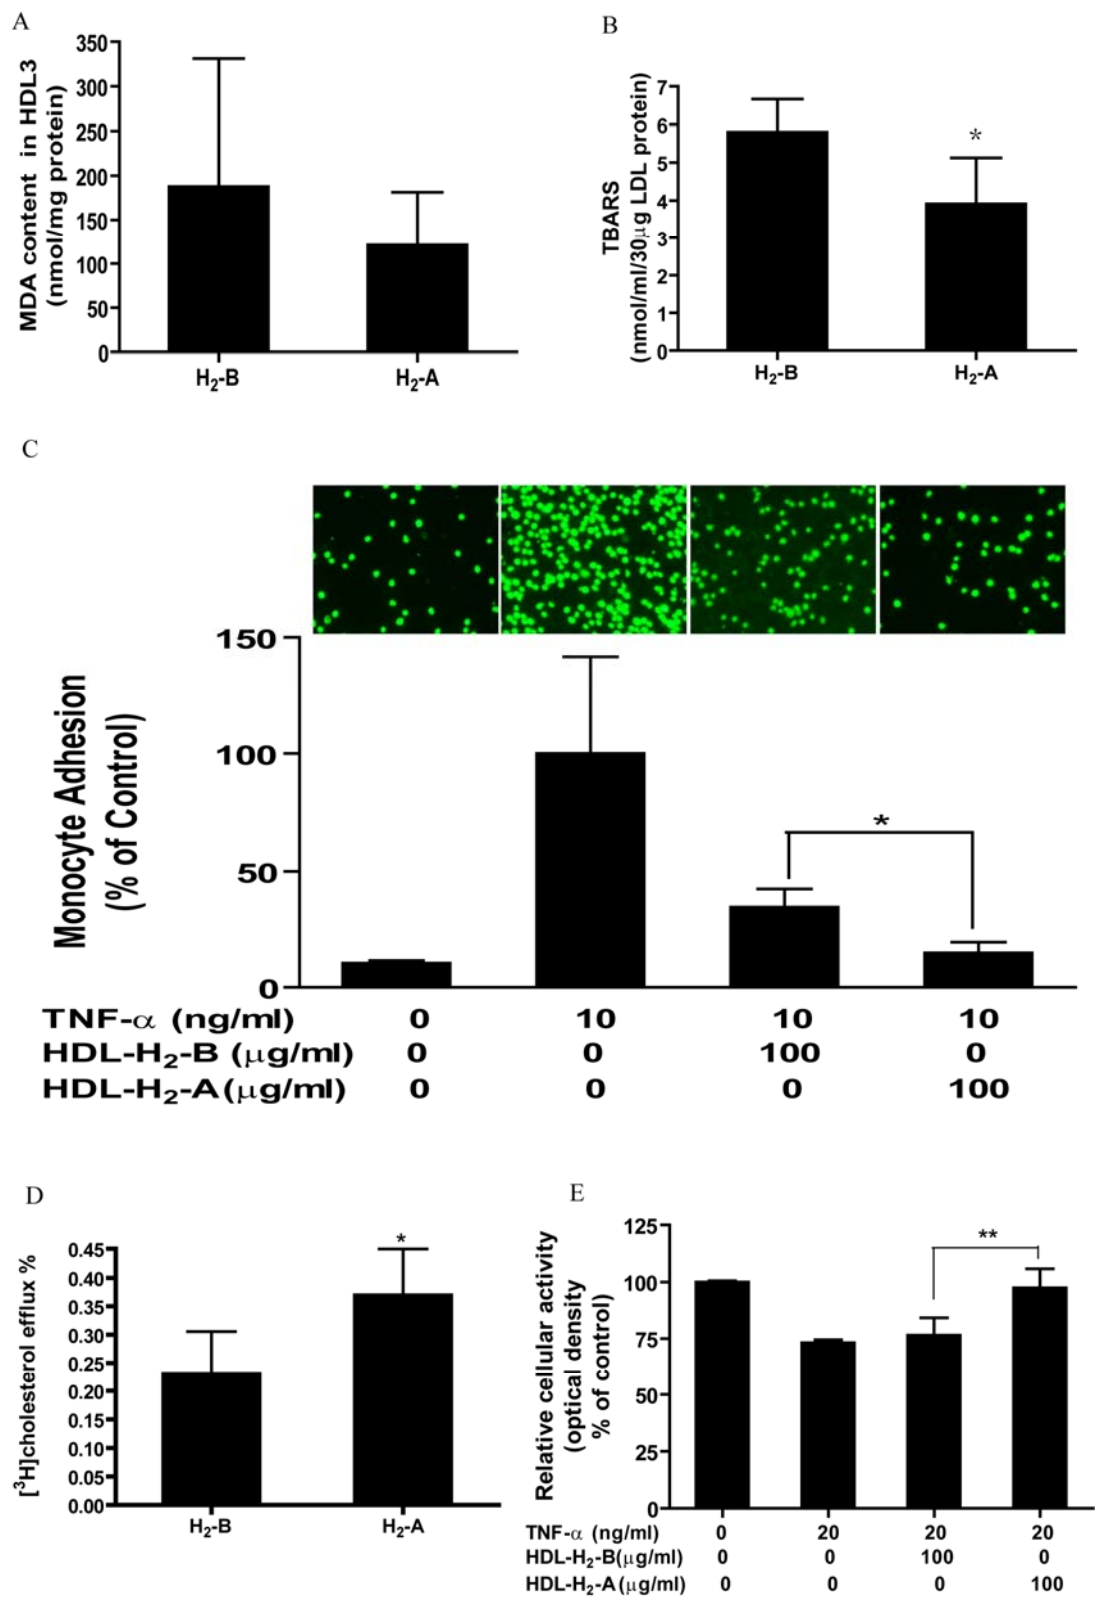 A
MDA content in HDL3
(nmol/mg protein)
350
300
250
200
150
100
50
0
H₂-B H₂-A
B
TBARS
(nmol/ml/30μg LDL protein)
7
6
5
4
3
2
1
0
*
H₂-B H₂-A
C
Monocyte Adhesion
(% of Control)
150
100
50
0
*
TNF-α (ng/ml) 0 10 10 10
HDL-H₂-B (μg/ml) 0 0 100 0
HDL-H₂-A(μg/ml) 0 0 0 100
D
[³H]cholesterol efflux %
0.45
0.40
0.35
0.30
0.25
0.20
0.15
0.10
0.05
0.00
*
H₂-B H₂-A
E
Relative cellular activity
(optical density
% of control)
125
100
75
50
25
0
**
TNF-α (ng/ml) 0 20 20 20
HDL-H₂-B(μg/ml) 0 0 100 0
HDL-H₂-A(μg/ml) 0 0 0 100